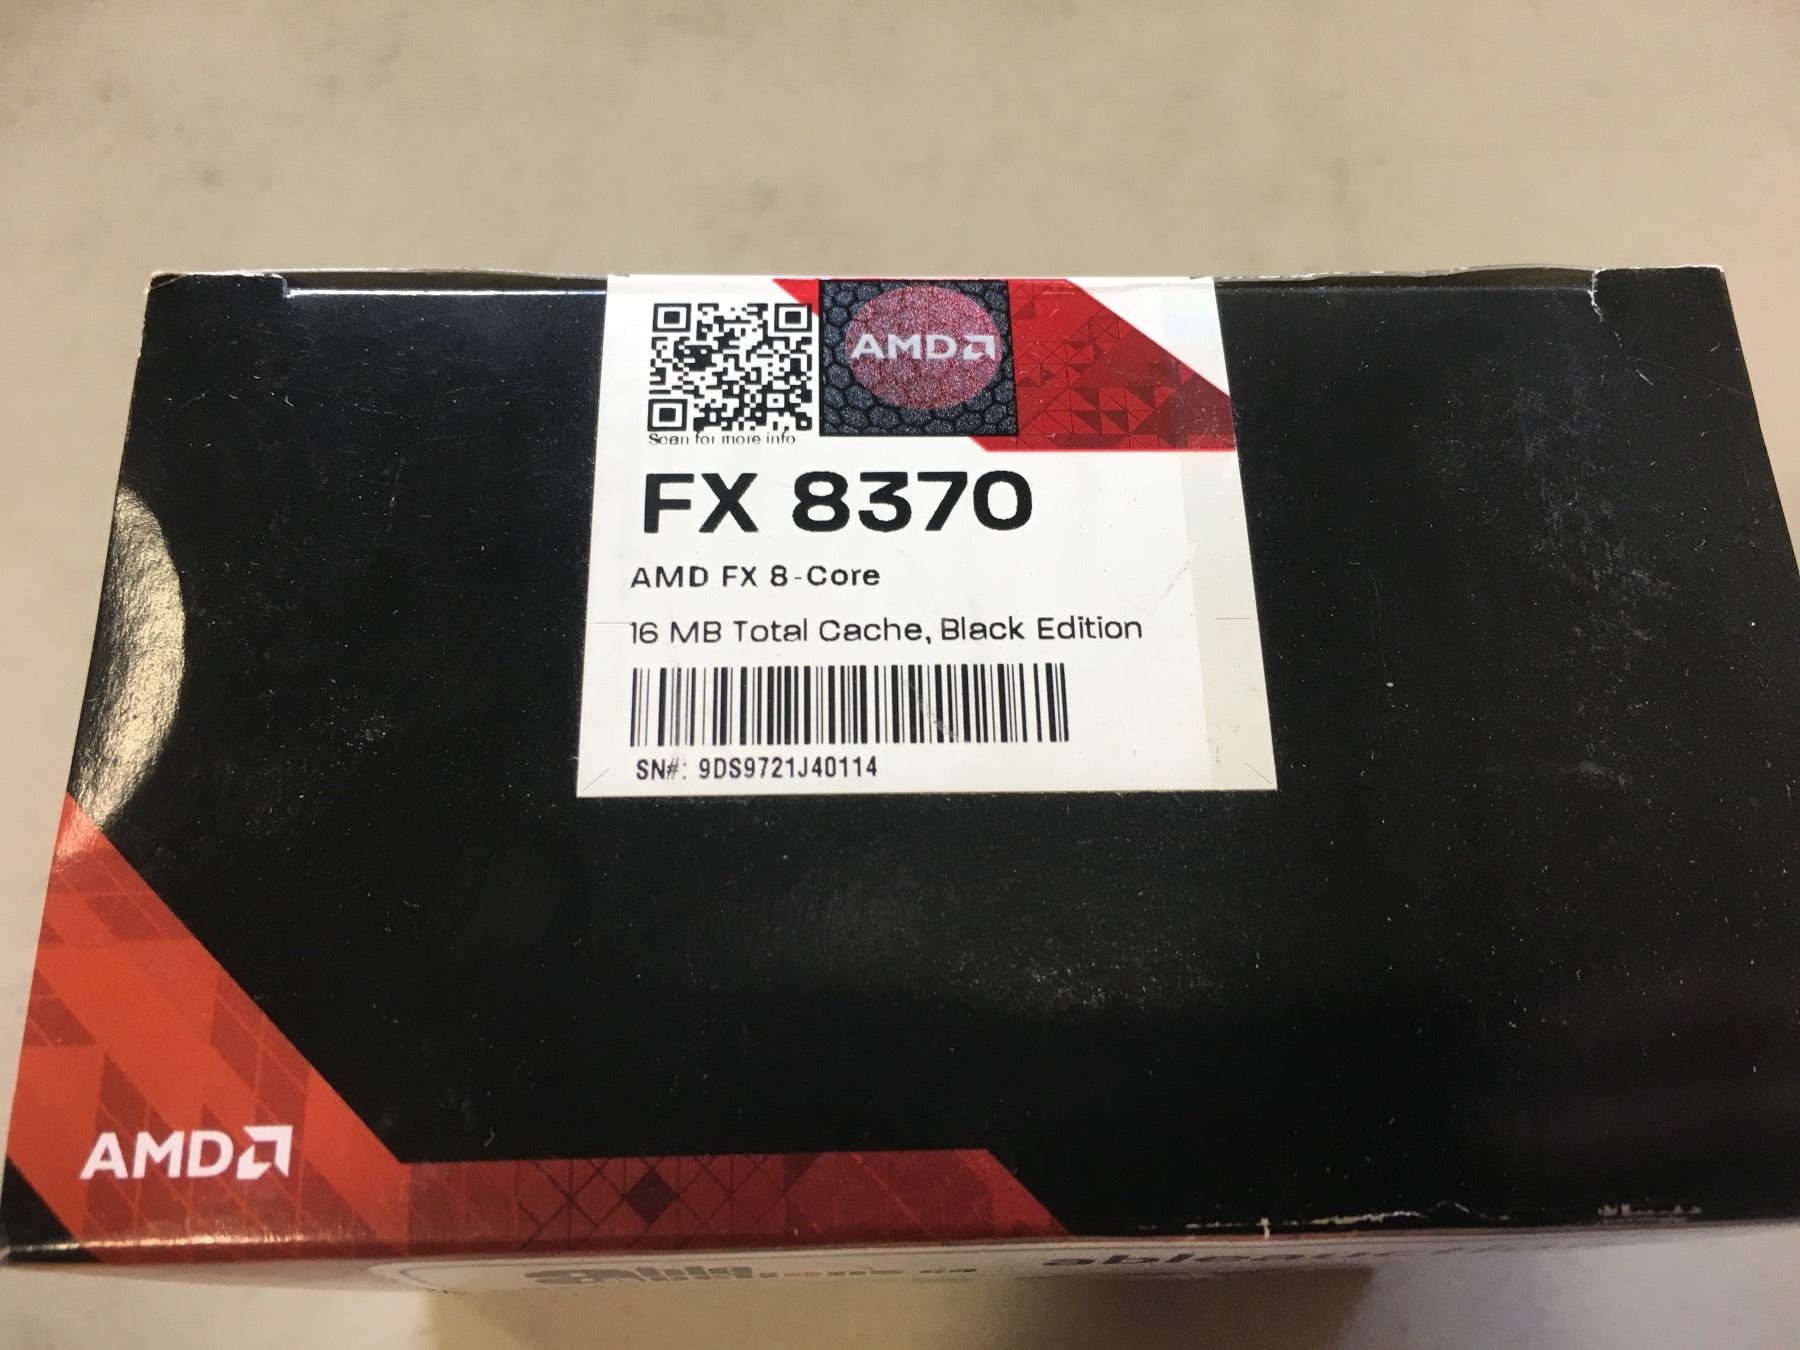 AMD
Scan for more info
FX 8370
AMD FX 8-Core
16 MB Total Cache, Black Edition
SN#: 9DS9721J40114
AMD